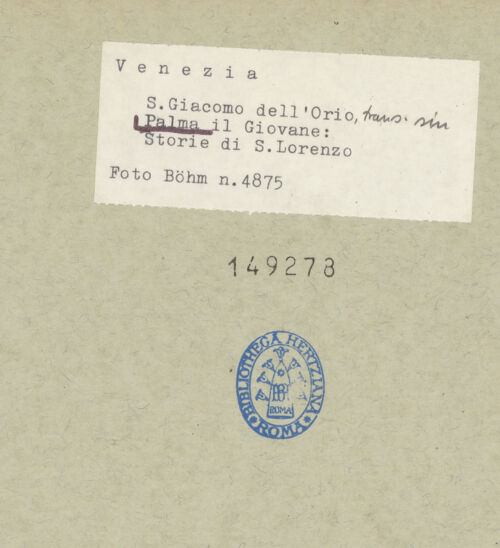 Venezia
S.Giacomo dell'Orio, trans. sin
Palma il Giovane:
Storie di S.Lorenzo
Foto Böhm n.4875
149278
BIBLIOTHECA HERTZIANA
ROMA
ROMA